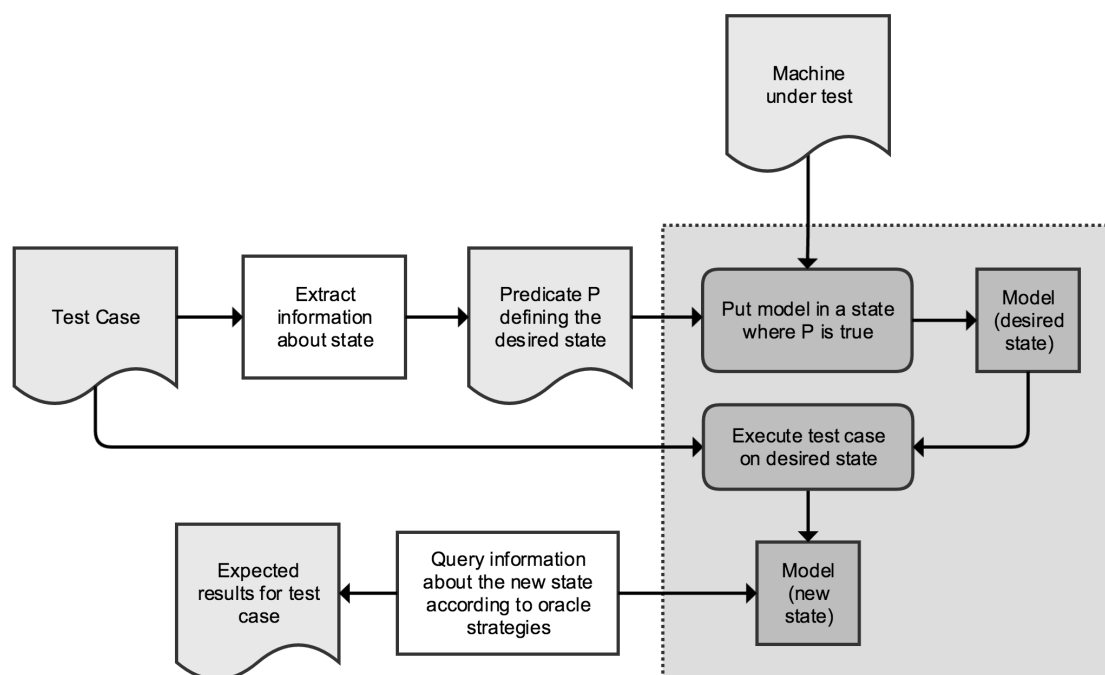 Machine
under test
Test Case
Extract
information
about state
Predicate P
defining the
desired state
Put model in a state
where P is true
Model
(desired
state)
Execute test case
on desired state
Expected
results for test
case
Query information
about the new state
according to oracle
strategies
Model
(new
state)